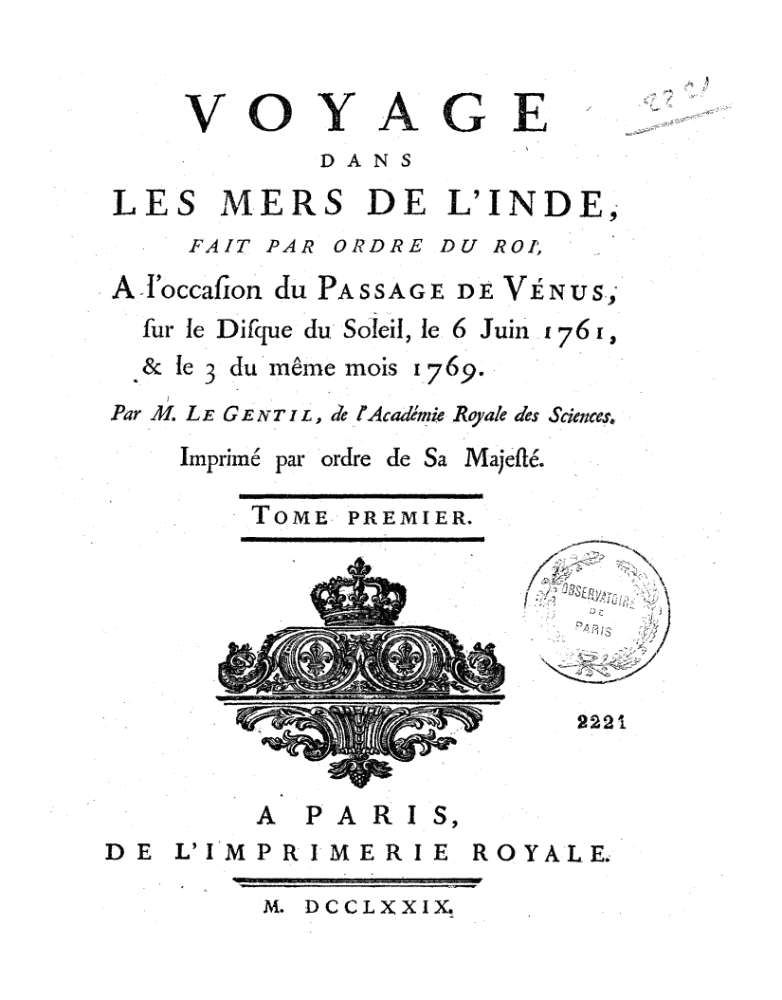 2221
VOYAGE
DANS
LES MERS DE L'INDE,
FAIT PAR ORDRE DU ROI,
A l'occaſion du PASSAGE DE VÉNUS,
ſur le Diſque du Soleil, le 6 Juin 1761,
& le 3 du même mois 1769.
Par M. LE GENTIL, de l'Académie Royale des Sciences.
Imprimé par ordre de Sa Majeſté.
TOME PREMIER.
OBSERVATOIRE
DE
PARIS
2221
A PARIS,
DE L'IMPRIMERIE ROYALE.
M. DCCLXXIX.